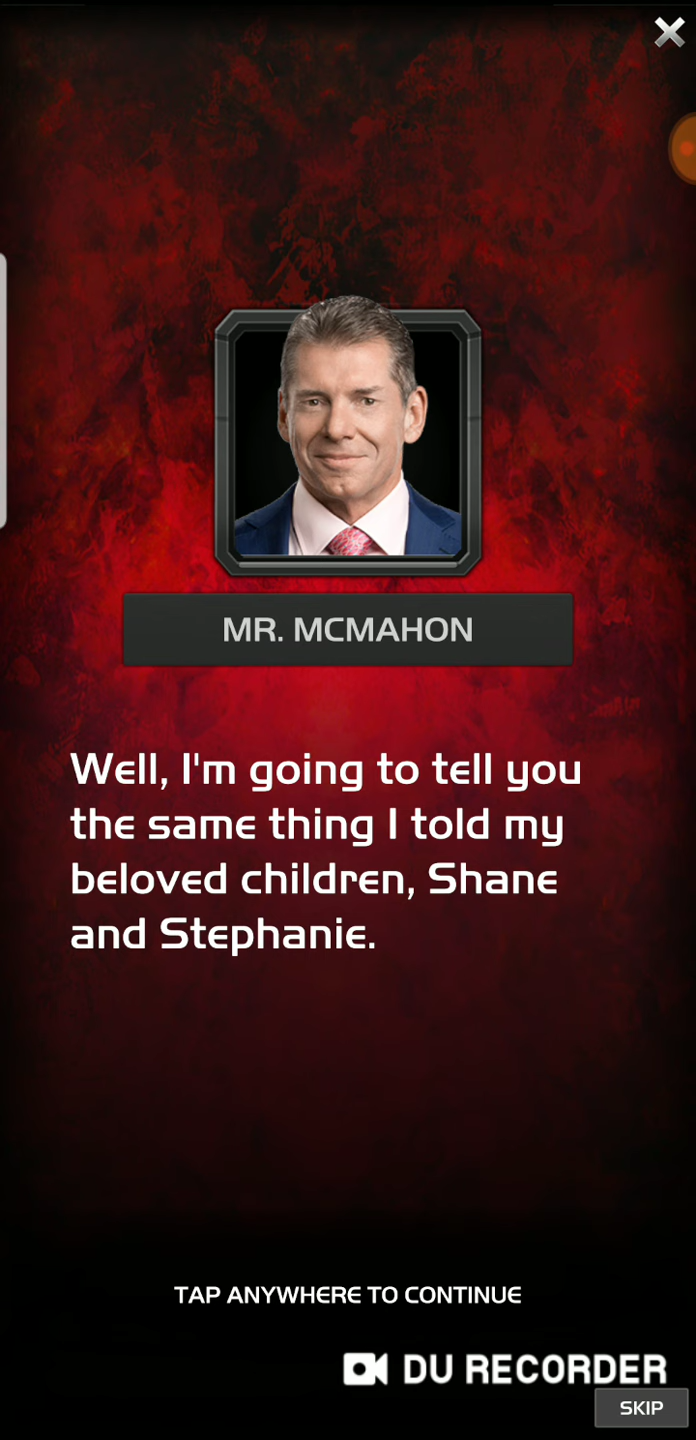 MR. MCMAHON
Well, I'm going to tell you
the same thing I told my
beloved children, Shane
and Stephanie.
TAP ANYWHERE TO CONTINUE
DU RECORDER
SKIP